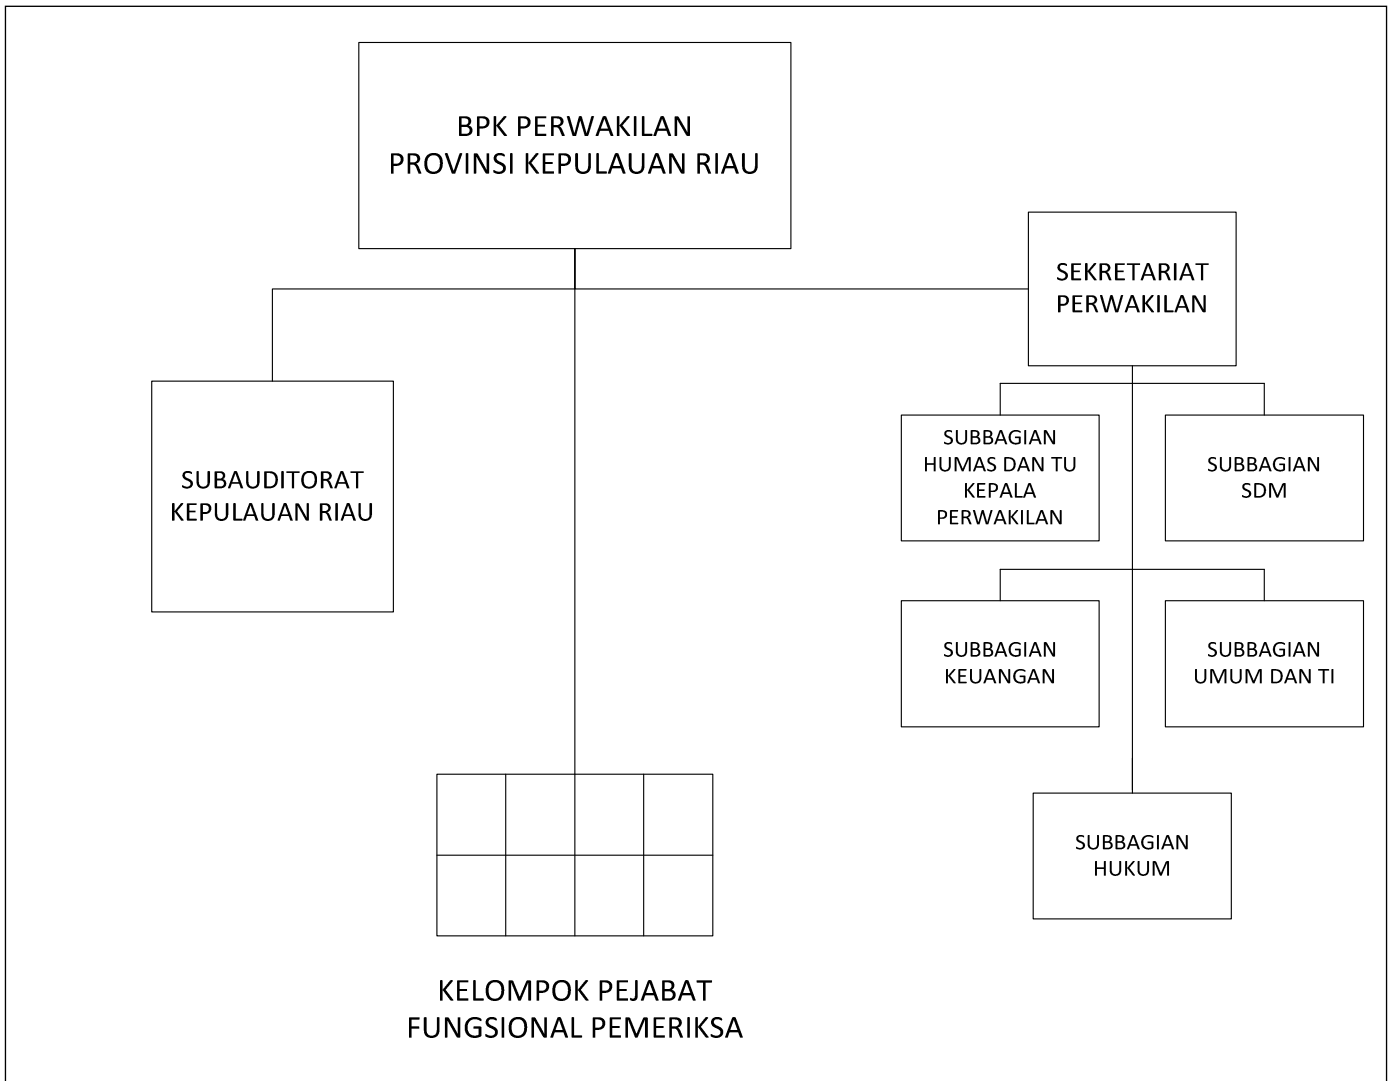 BPK PERWAKILAN
PROVINSI KEPULAUAN RIAU
SEKRETARIAT
PERWAKILAN
SUBAUDITORAT
KEPULAUAN RIAU
SUBBAGIAN
HUMAS DAN TU
KEPALA
PERWAKILAN
SUBBAGIAN
SDM
SUBBAGIAN
KEUANGAN
SUBBAGIAN
UMUM DAN TI
SUBBAGIAN
HUKUM
KELOMPOK PEJABAT
FUNGSIONAL PEMERIKSA